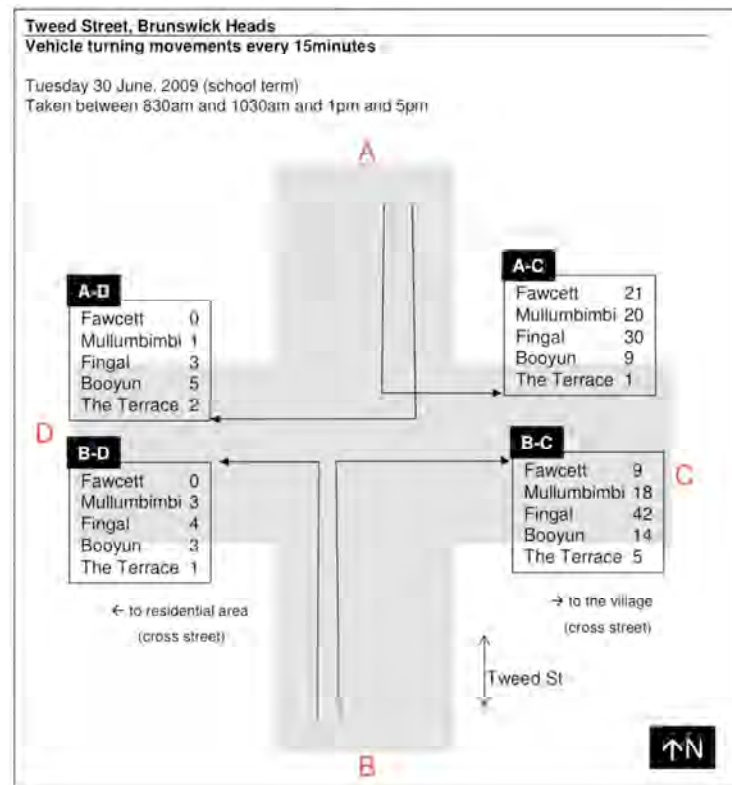 Tweed Street, Brunswick Heads
Vehicle turning movements every 15minutes
Tuesday 30 June, 2009 (school term)
Taken between 830am and 1030am and 1pm and 5pm
A
A-D
Fawcett 0
Mullumbimbi 1
Fingal 3
Booyun 5
The Terrace 2
A-C
Fawcett 21
Mullumbimbi 20
Fingal 30
Booyun 9
The Terrace 1
D
B-D
Fawcett 0
Mullumbimbi 3
Fingal 4
Booyun 3
The Terrace 1
B-C
Fawcett 9
Mullumbimbi 18
Fingal 42
Booyun 14
The Terrace 5
C
← to residential area
(cross street)
→ to the village
(cross street)
Tweed St
B
↑N